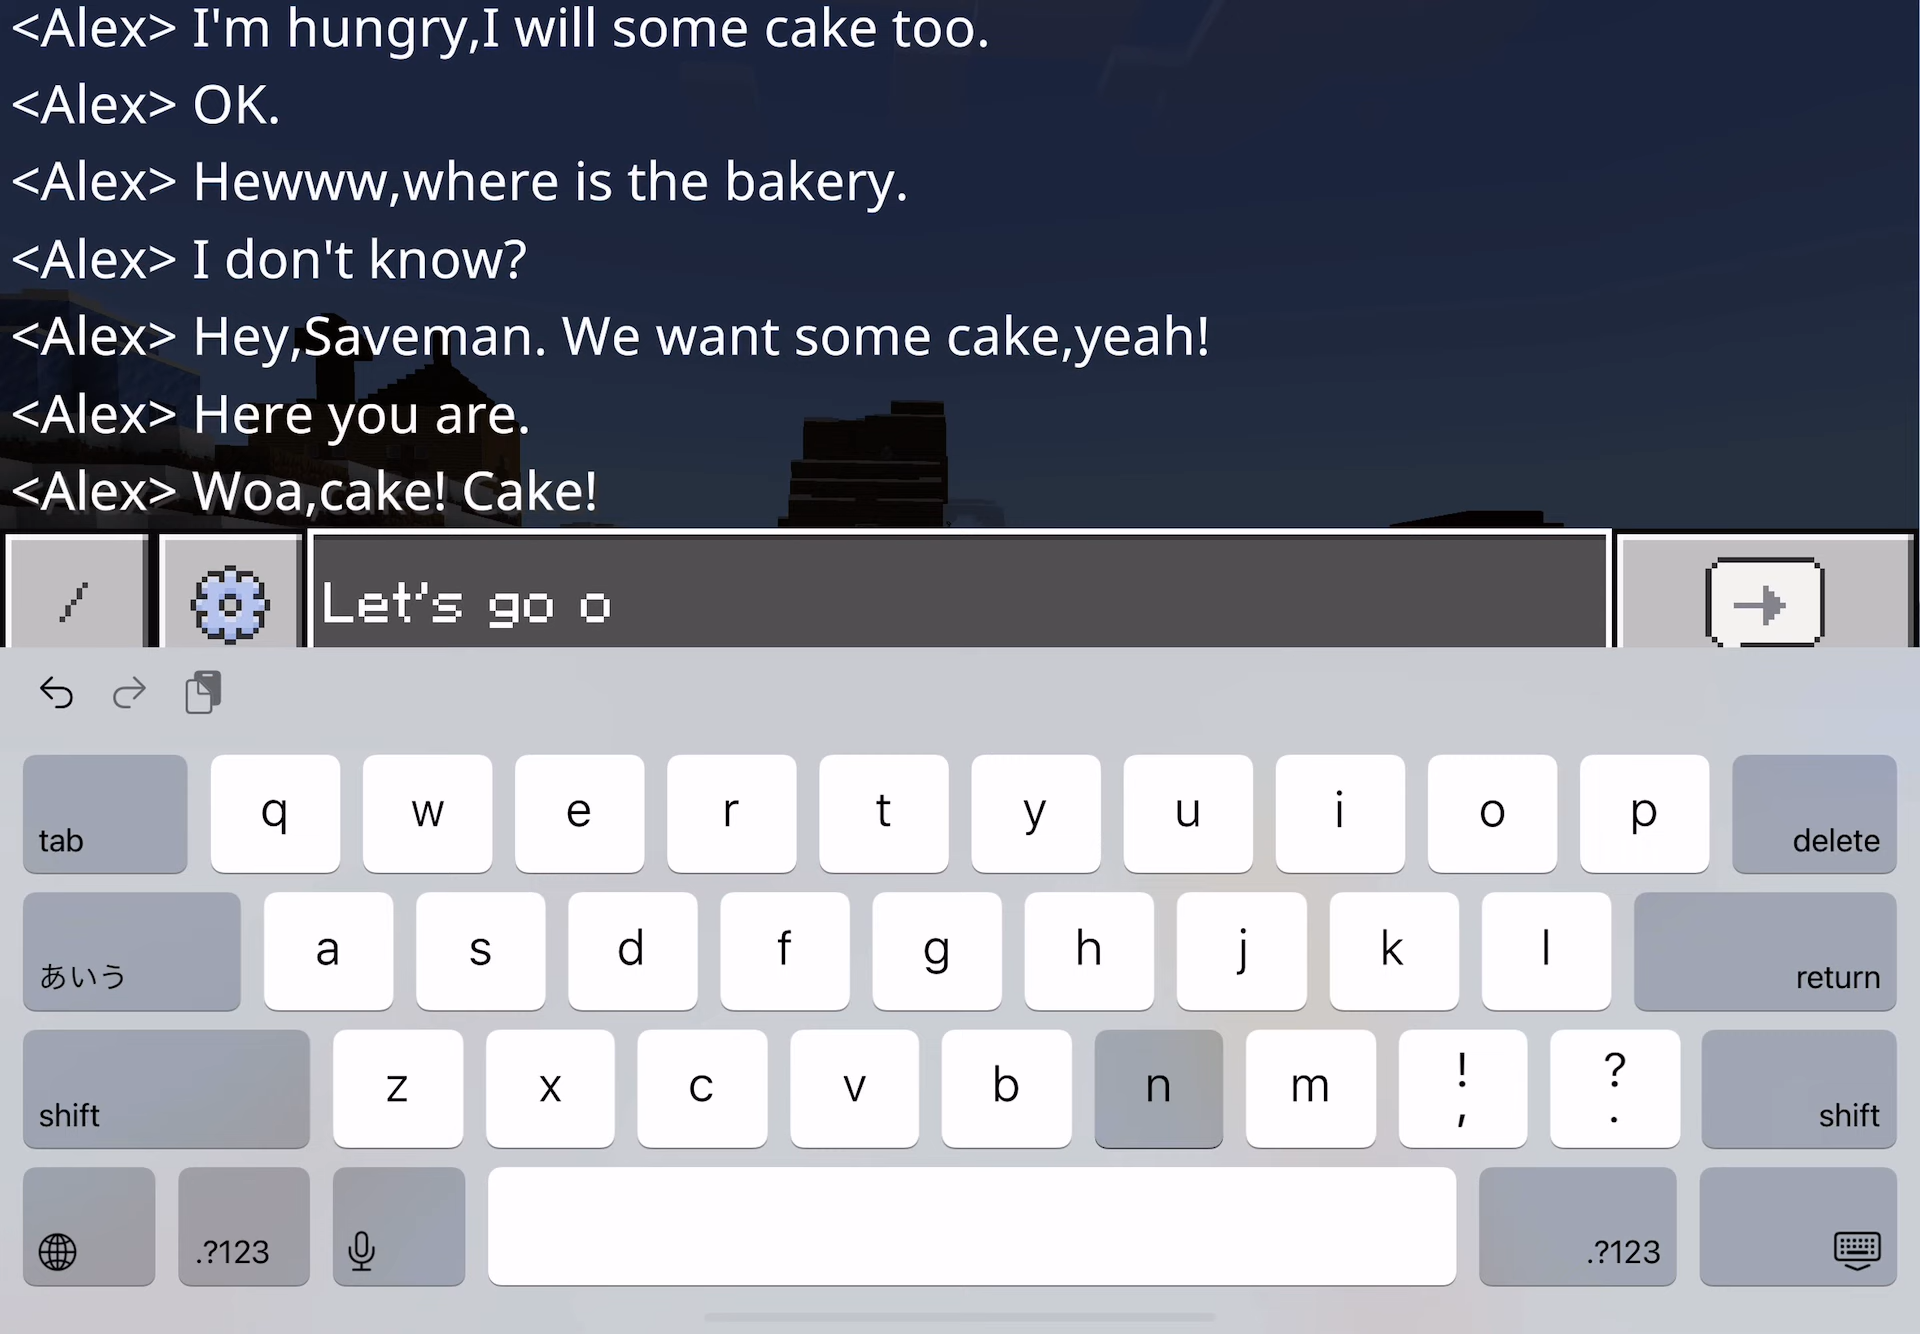 <Alex> I'm hungry,I will some cake too.
<Alex> OK.
<Alex> Hewww,where is the bakery.
<Alex> I don't know?
<Alex> Hey,Saveman. We want some cake,yeah!
<Alex> Here you are.
<Alex> Woa,cake! Cake!
/
Let's go o
tab q w e r t y u i o p delete
あいう a s d f g h j k l return
shift z x c v b n m ! , ? . shift
.?123 .?123